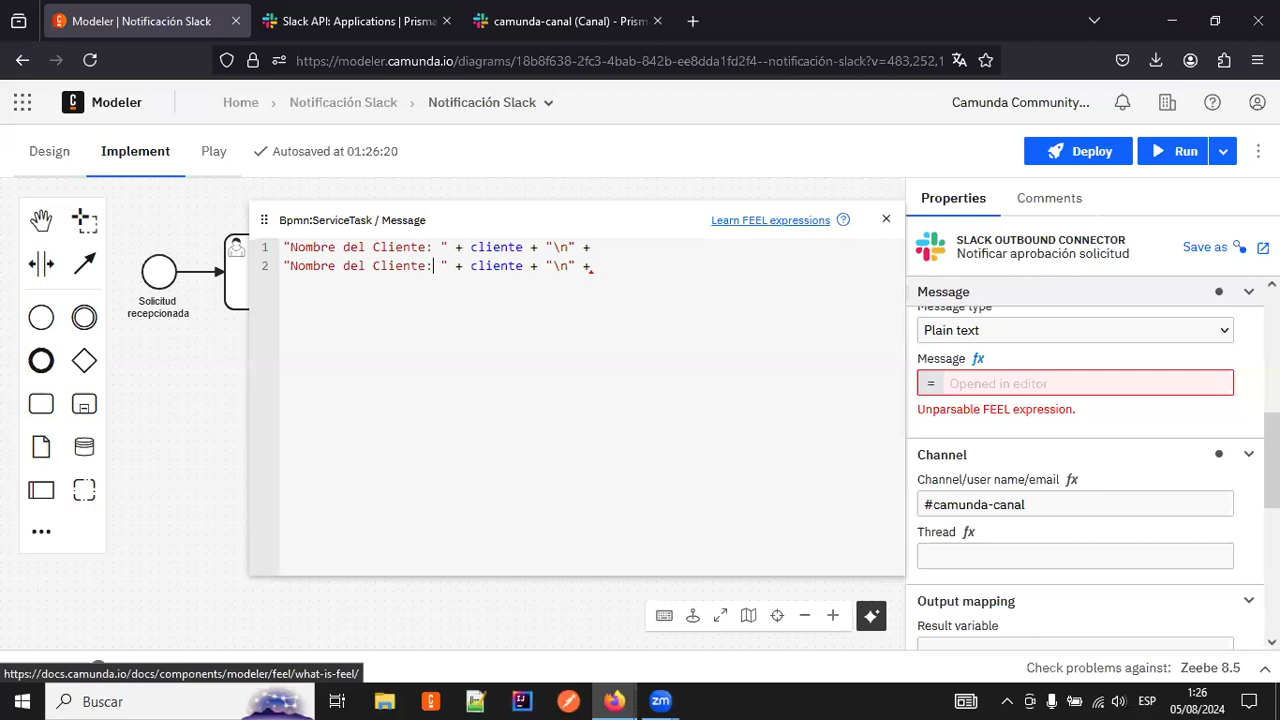 Modeler | Notificación Slack
Slack API: Applications | Prisma
camunda-canal (Canal) - Prism
https://modeler.camunda.io/diagrams/18b8f638-2fc3-4bab-842b-ee8dda1fd2f4--notificación-slack?v=483,252,1
Modeler
Home > Notificación Slack > Notificación Slack
Camunda Community...
Design
Implement
Play
Autosaved at 01:26:20
Deploy
Run
Solicitud
recepcionada
Bpmn:ServiceTask / Message
Learn FEEL expressions
1 "Nombre del Cliente: " + cliente + "\n" +
2 "Nombre del Cliente: " + cliente + "\n" +
Properties
Comments
SLACK OUTBOUND CONNECTOR
Notificar aprobación solicitud
Save as
Message
Message type
Plain text
Message fx
= Opened in editor
Unparsable FEEL expression.
Channel
Channel/user name/email fx
#camunda-canal
Thread fx
Output mapping
Result variable
https://docs.camunda.io/docs/components/modeler/feel/what-is-feel/
Check problems against: Zeebe 8.5
Buscar
zm
ESP
1:26
05/08/2024